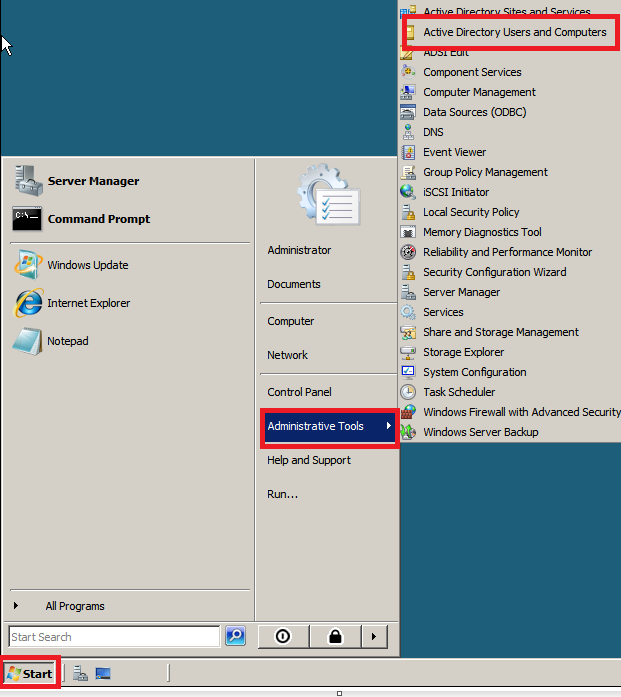 Active Directory Sites and Services
Active Directory Users and Computers
ADSI Edit
Component Services
Computer Management
Data Sources (ODBC)
DNS
Event Viewer
Group Policy Management
iSCSI Initiator
Local Security Policy
Memory Diagnostics Tool
Reliability and Performance Monitor
Security Configuration Wizard
Server Manager
Services
Share and Storage Management
Storage Explorer
System Configuration
Task Scheduler
Windows Firewall with Advanced Security
Windows Server Backup
Server Manager
C:\_
Command Prompt
Windows Update
Internet Explorer
Notepad
All Programs
Start Search
Administrator
Documents
Computer
Network
Control Panel
Administrative Tools
Help and Support
Run...
Start